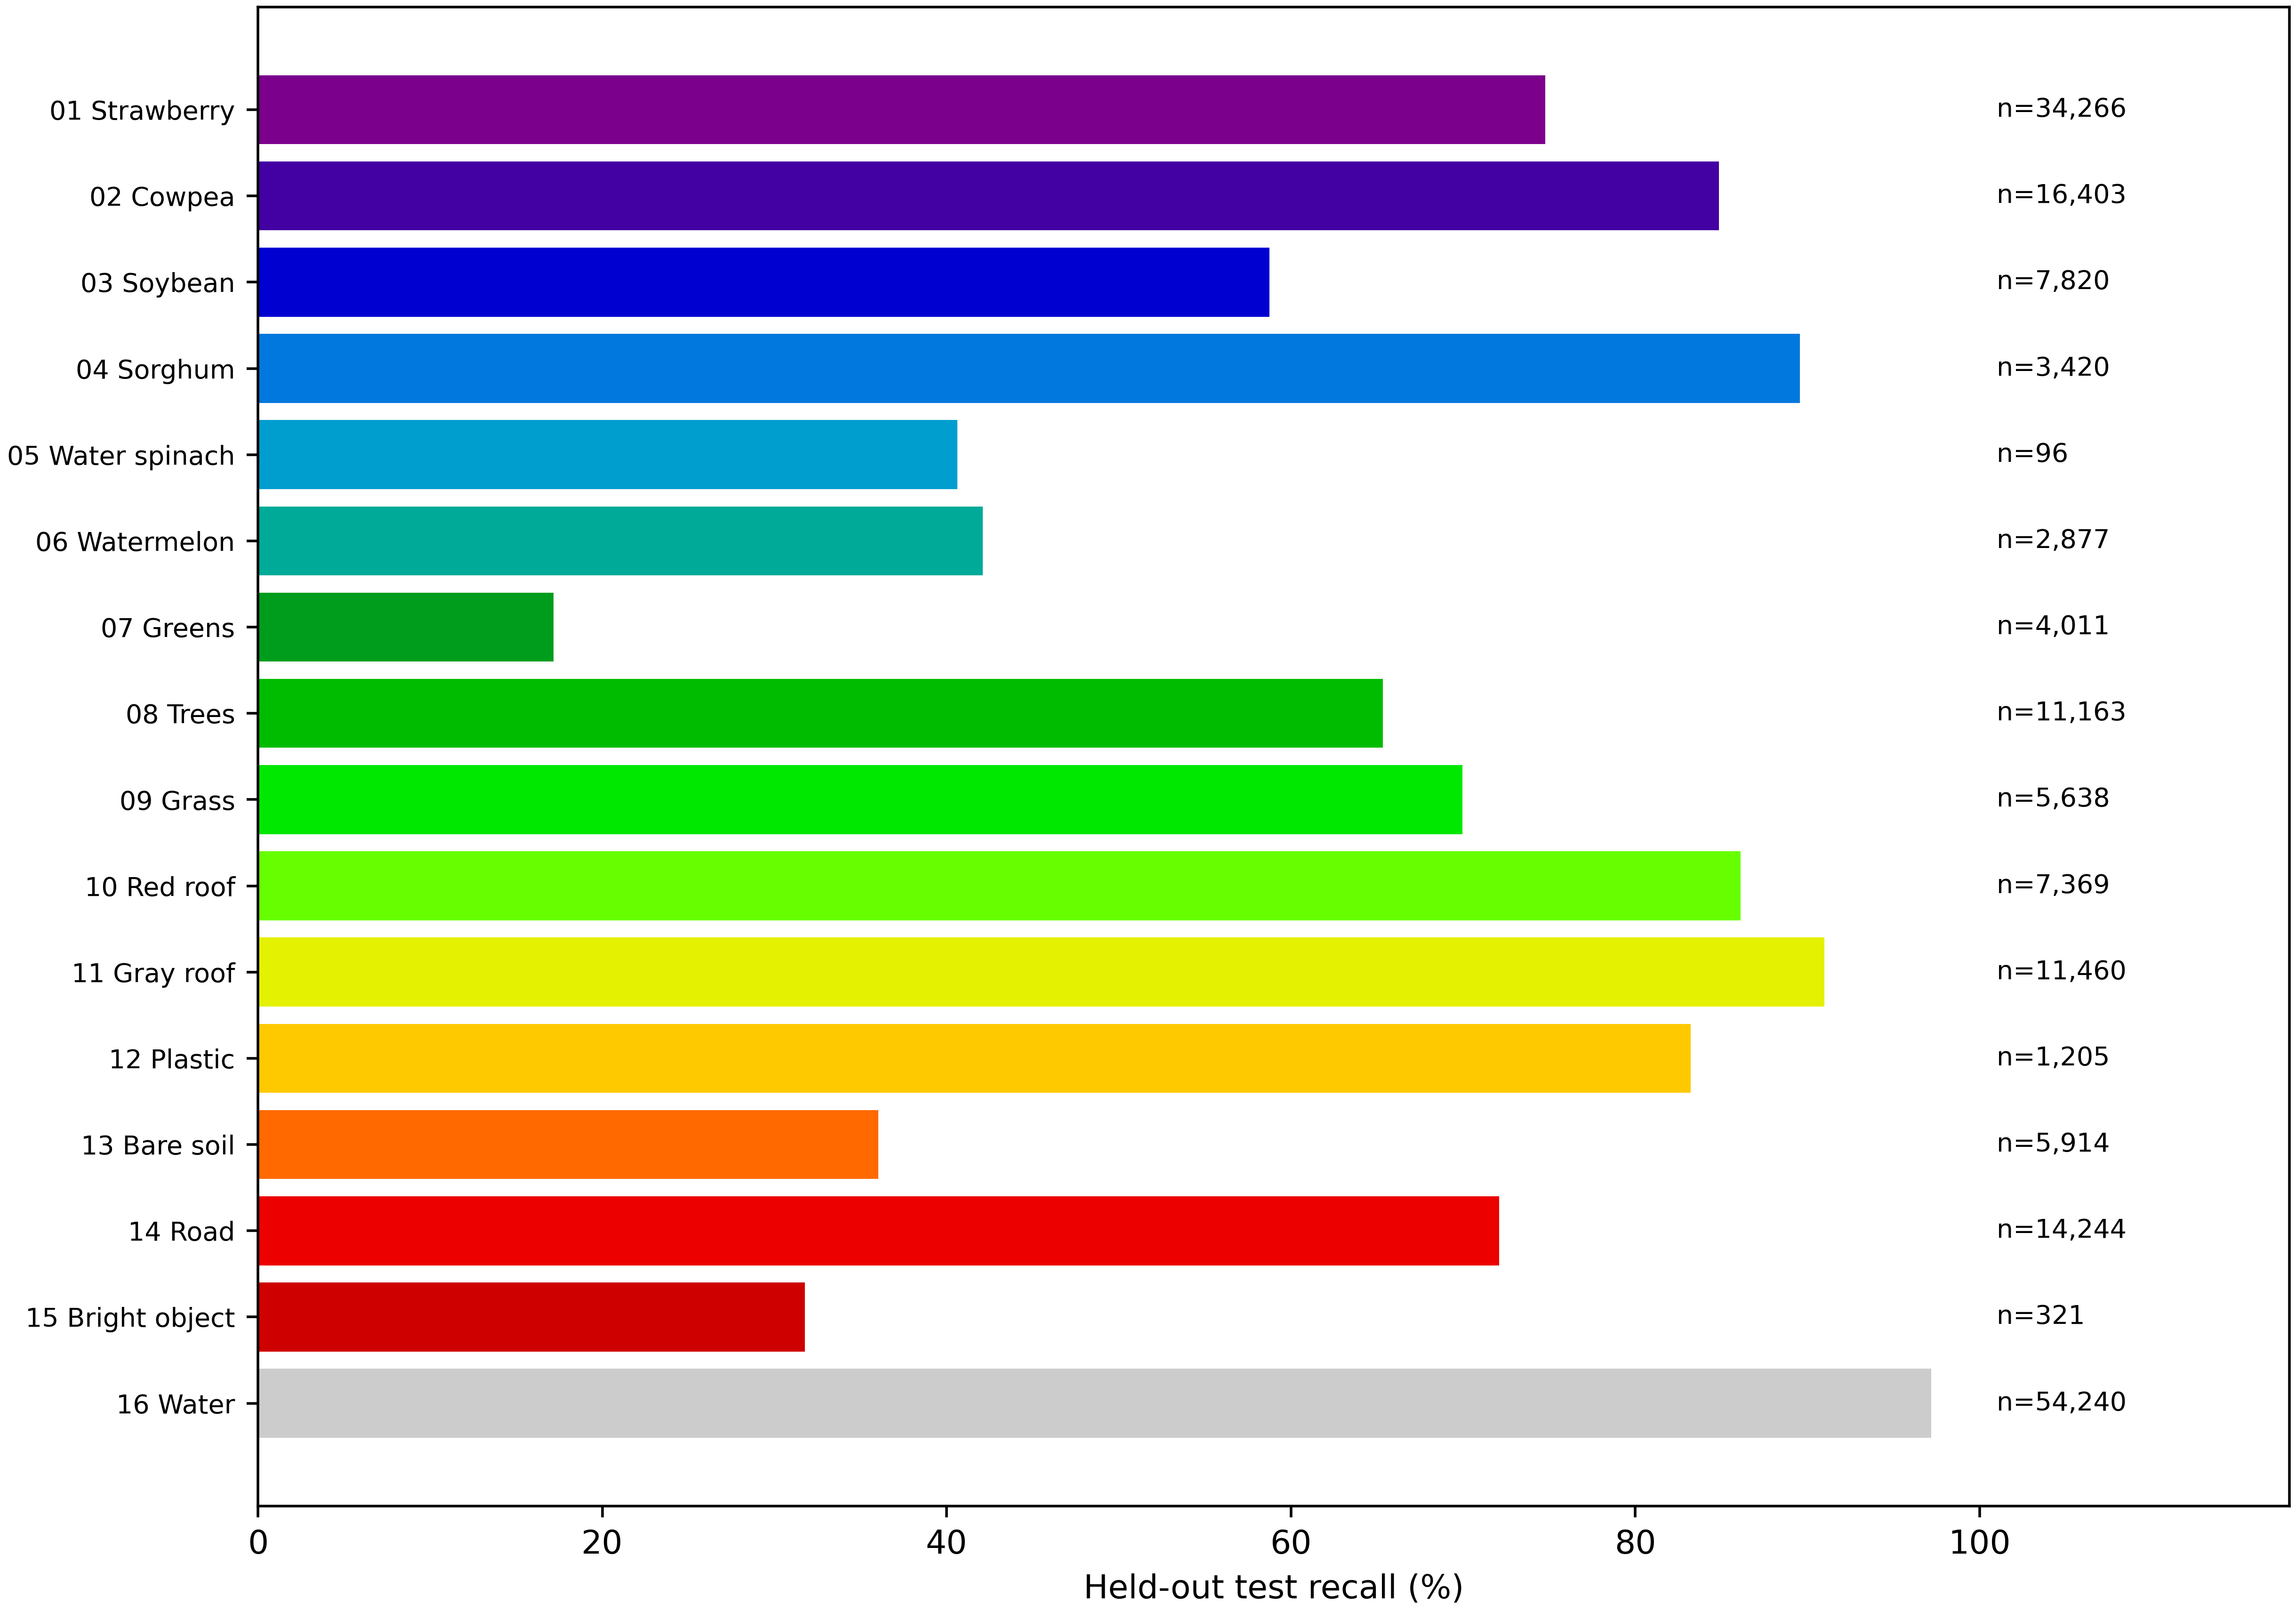 01 Strawberry n=34,266
02 Cowpea n=16,403
03 Soybean n=7,820
04 Sorghum n=3,420
05 Water spinach n=96
06 Watermelon n=2,877
07 Greens n=4,011
08 Trees n=11,163
09 Grass n=5,638
10 Red roof n=7,369
11 Gray roof n=11,460
12 Plastic n=1,205
13 Bare soil n=5,914
14 Road n=14,244
15 Bright object n=321
16 Water n=54,240
0 20 40 60 80 100
Held-out test recall (%)